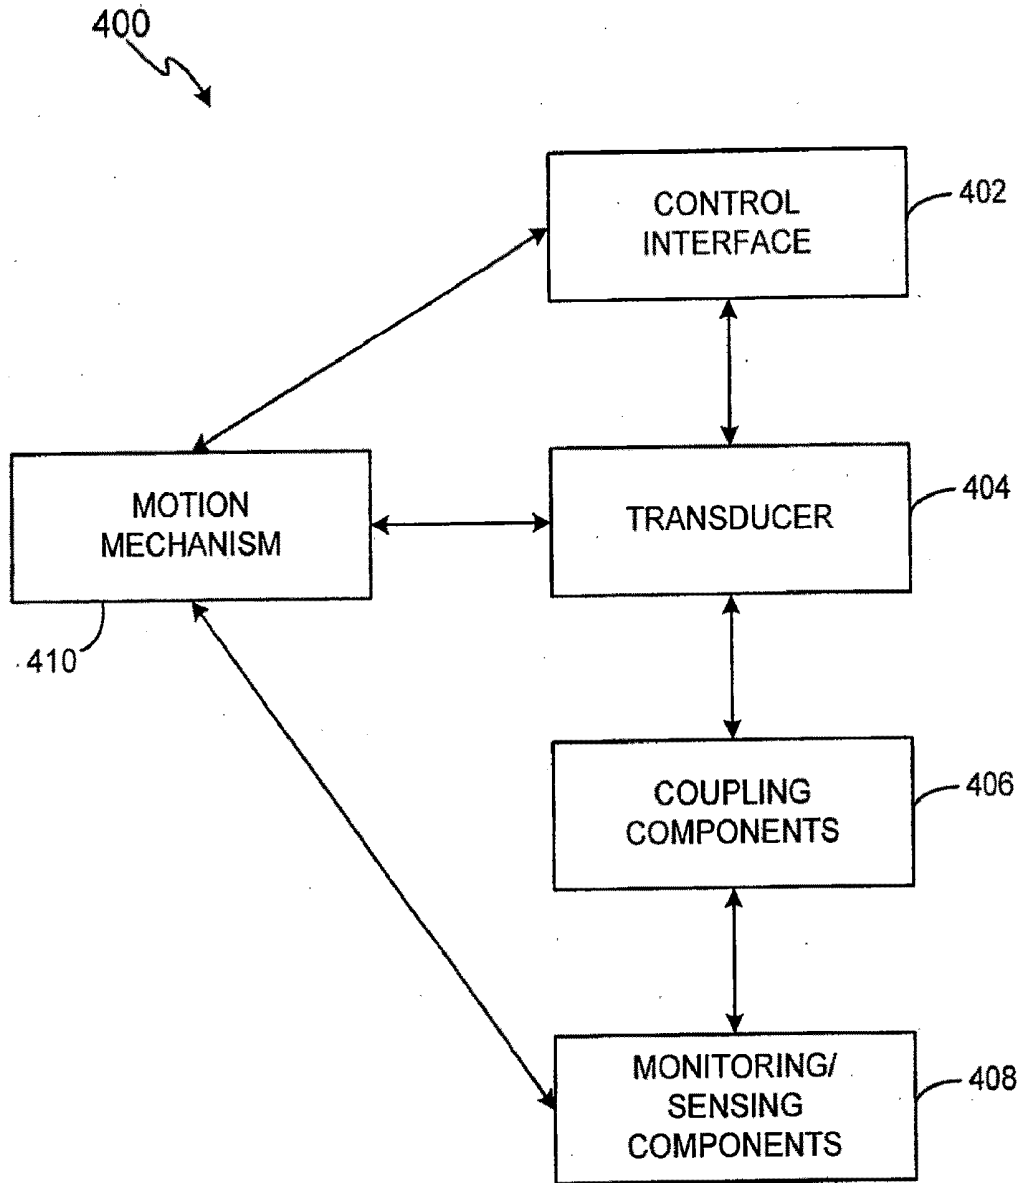 400
CONTROL
INTERFACE
402
MOTION
MECHANISM
410
TRANSDUCER
404
COUPLING
COMPONENTS
406
MONITORING/
SENSING
COMPONENTS
408